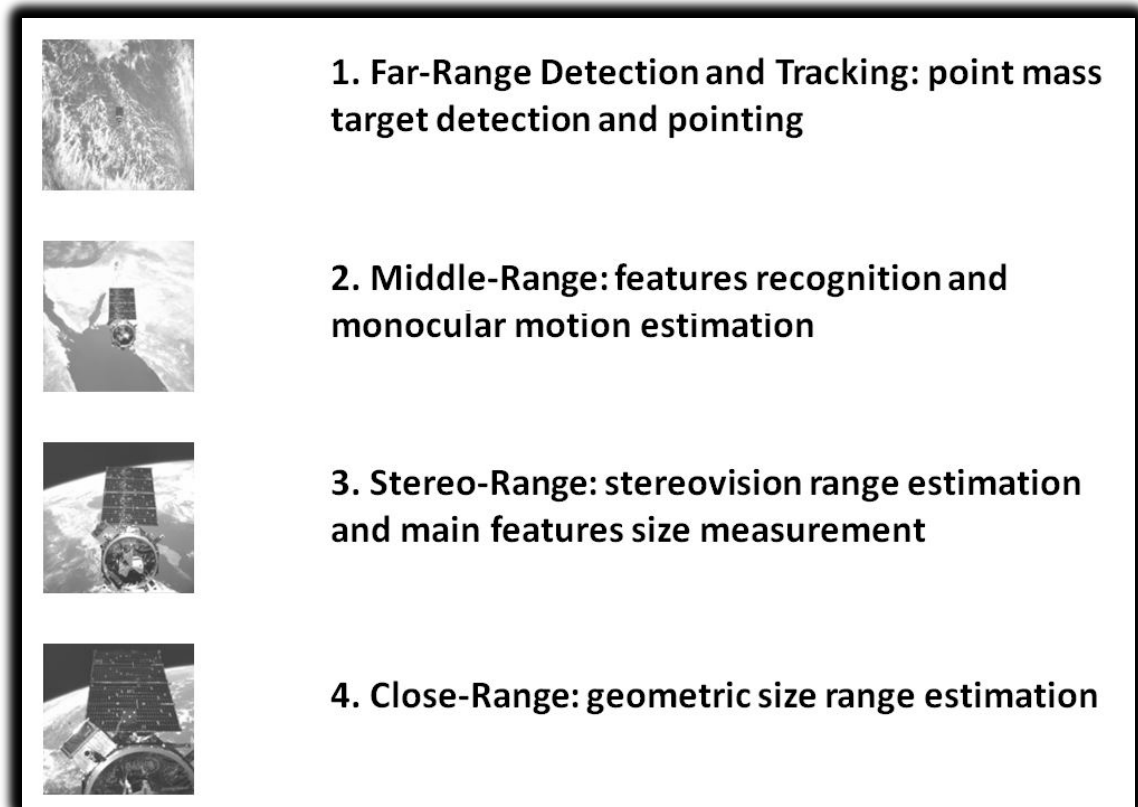 1. Far-Range Detection and Tracking: point mass
target detection and pointing
2. Middle-Range: features recognition and
monocular motion estimation
3. Stereo-Range: stereovision range estimation
and main features size measurement
4. Close-Range: geometric size range estimation